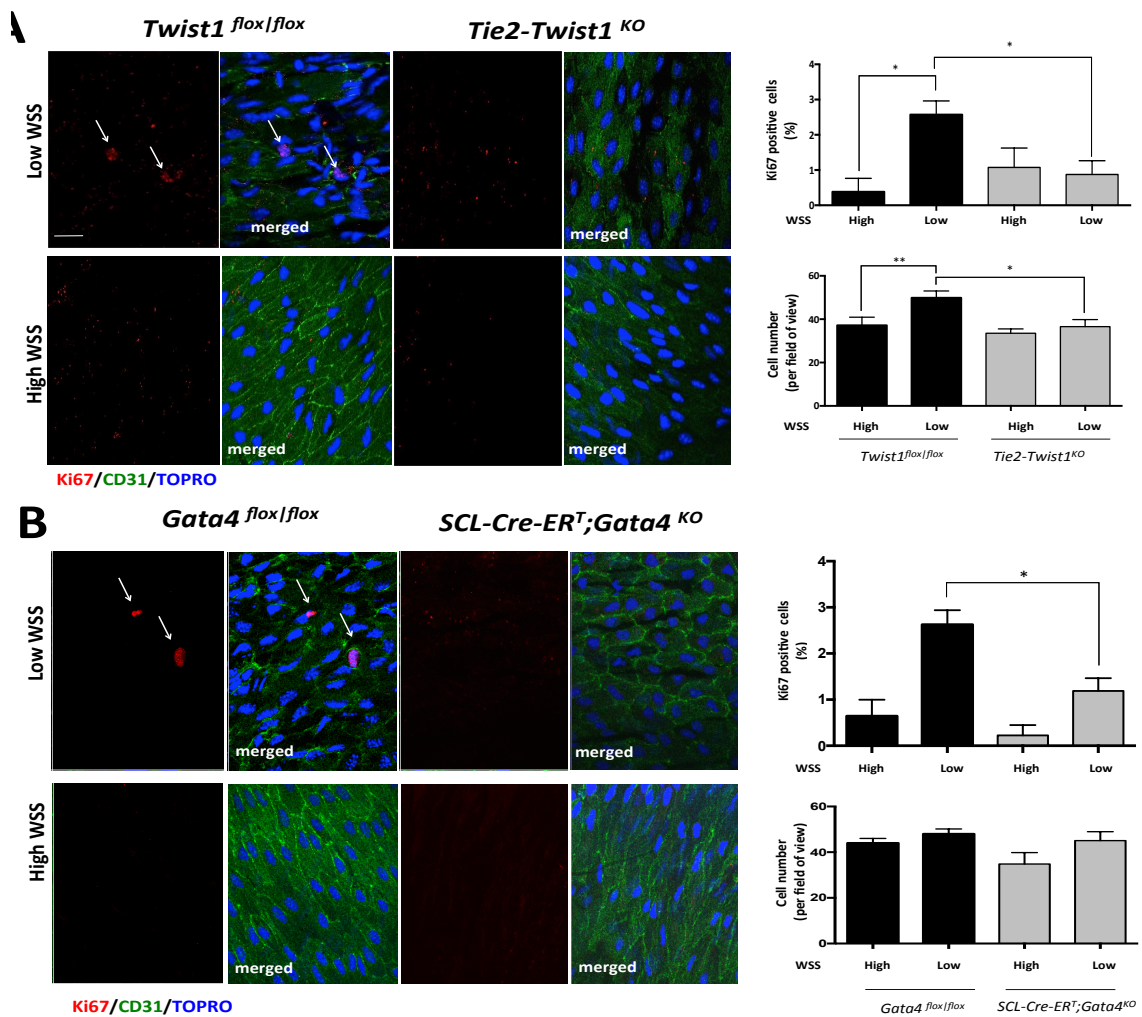 A
Twist1 flox/flox
Tie2-Twist1 KO
Low WSS
merged
High WSS
merged
merged
Ki67/CD31/TOPRO
*
*
Ki67 positive cells
(%)
4
3
2
1
0
WSS
High
Low
High
Low
**
*
Cell number
(per field of view)
60
40
20
0
WSS
High
Low
High
Low
Twist1flox/flox
Tie2-Twist1KO
B
Gata4 flox/flox
SCL-Cre-ERT;Gata4 KO
Low WSS
merged
High WSS
merged
merged
Ki67/CD31/TOPRO
*
Ki67 positive cells
(%)
4
3
2
1
0
WSS
High
Low
High
Low
Cell number
(per field of view)
60
40
20
0
WSS
High
Low
High
Low
Gata4 flox/flox
SCL-Cre-ERT;Gata4KO